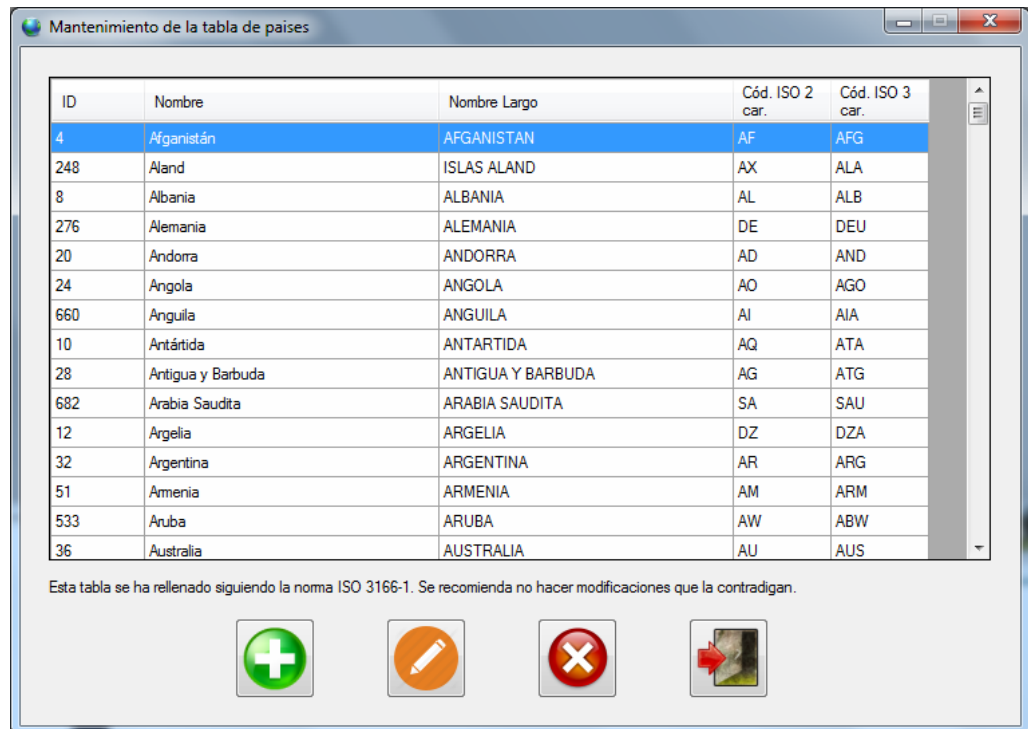 Mantenimiento de la tabla de paises
ID Nombre Nombre Largo Cód. ISO 2 car. Cód. ISO 3 car.
4 Afganistán AFGANISTAN AF AFG
248 Aland ISLAS ALAND AX ALA
8 Albania ALBANIA AL ALB
276 Alemania ALEMANIA DE DEU
20 Andorra ANDORRA AD AND
24 Angola ANGOLA AO AGO
660 Anguila ANGUILA AI AIA
10 Antártida ANTARTIDA AQ ATA
28 Antigua y Barbuda ANTIGUA Y BARBUDA AG ATG
682 Arabia Saudita ARABIA SAUDITA SA SAU
12 Argelia ARGELIA DZ DZA
32 Argentina ARGENTINA AR ARG
51 Armenia ARMENIA AM ARM
533 Aruba ARUBA AW ABW
36 Australia AUSTRALIA AU AUS
Esta tabla se ha rellenado siguiendo la norma ISO 3166-1. Se recomienda no hacer modificaciones que la contradigan.